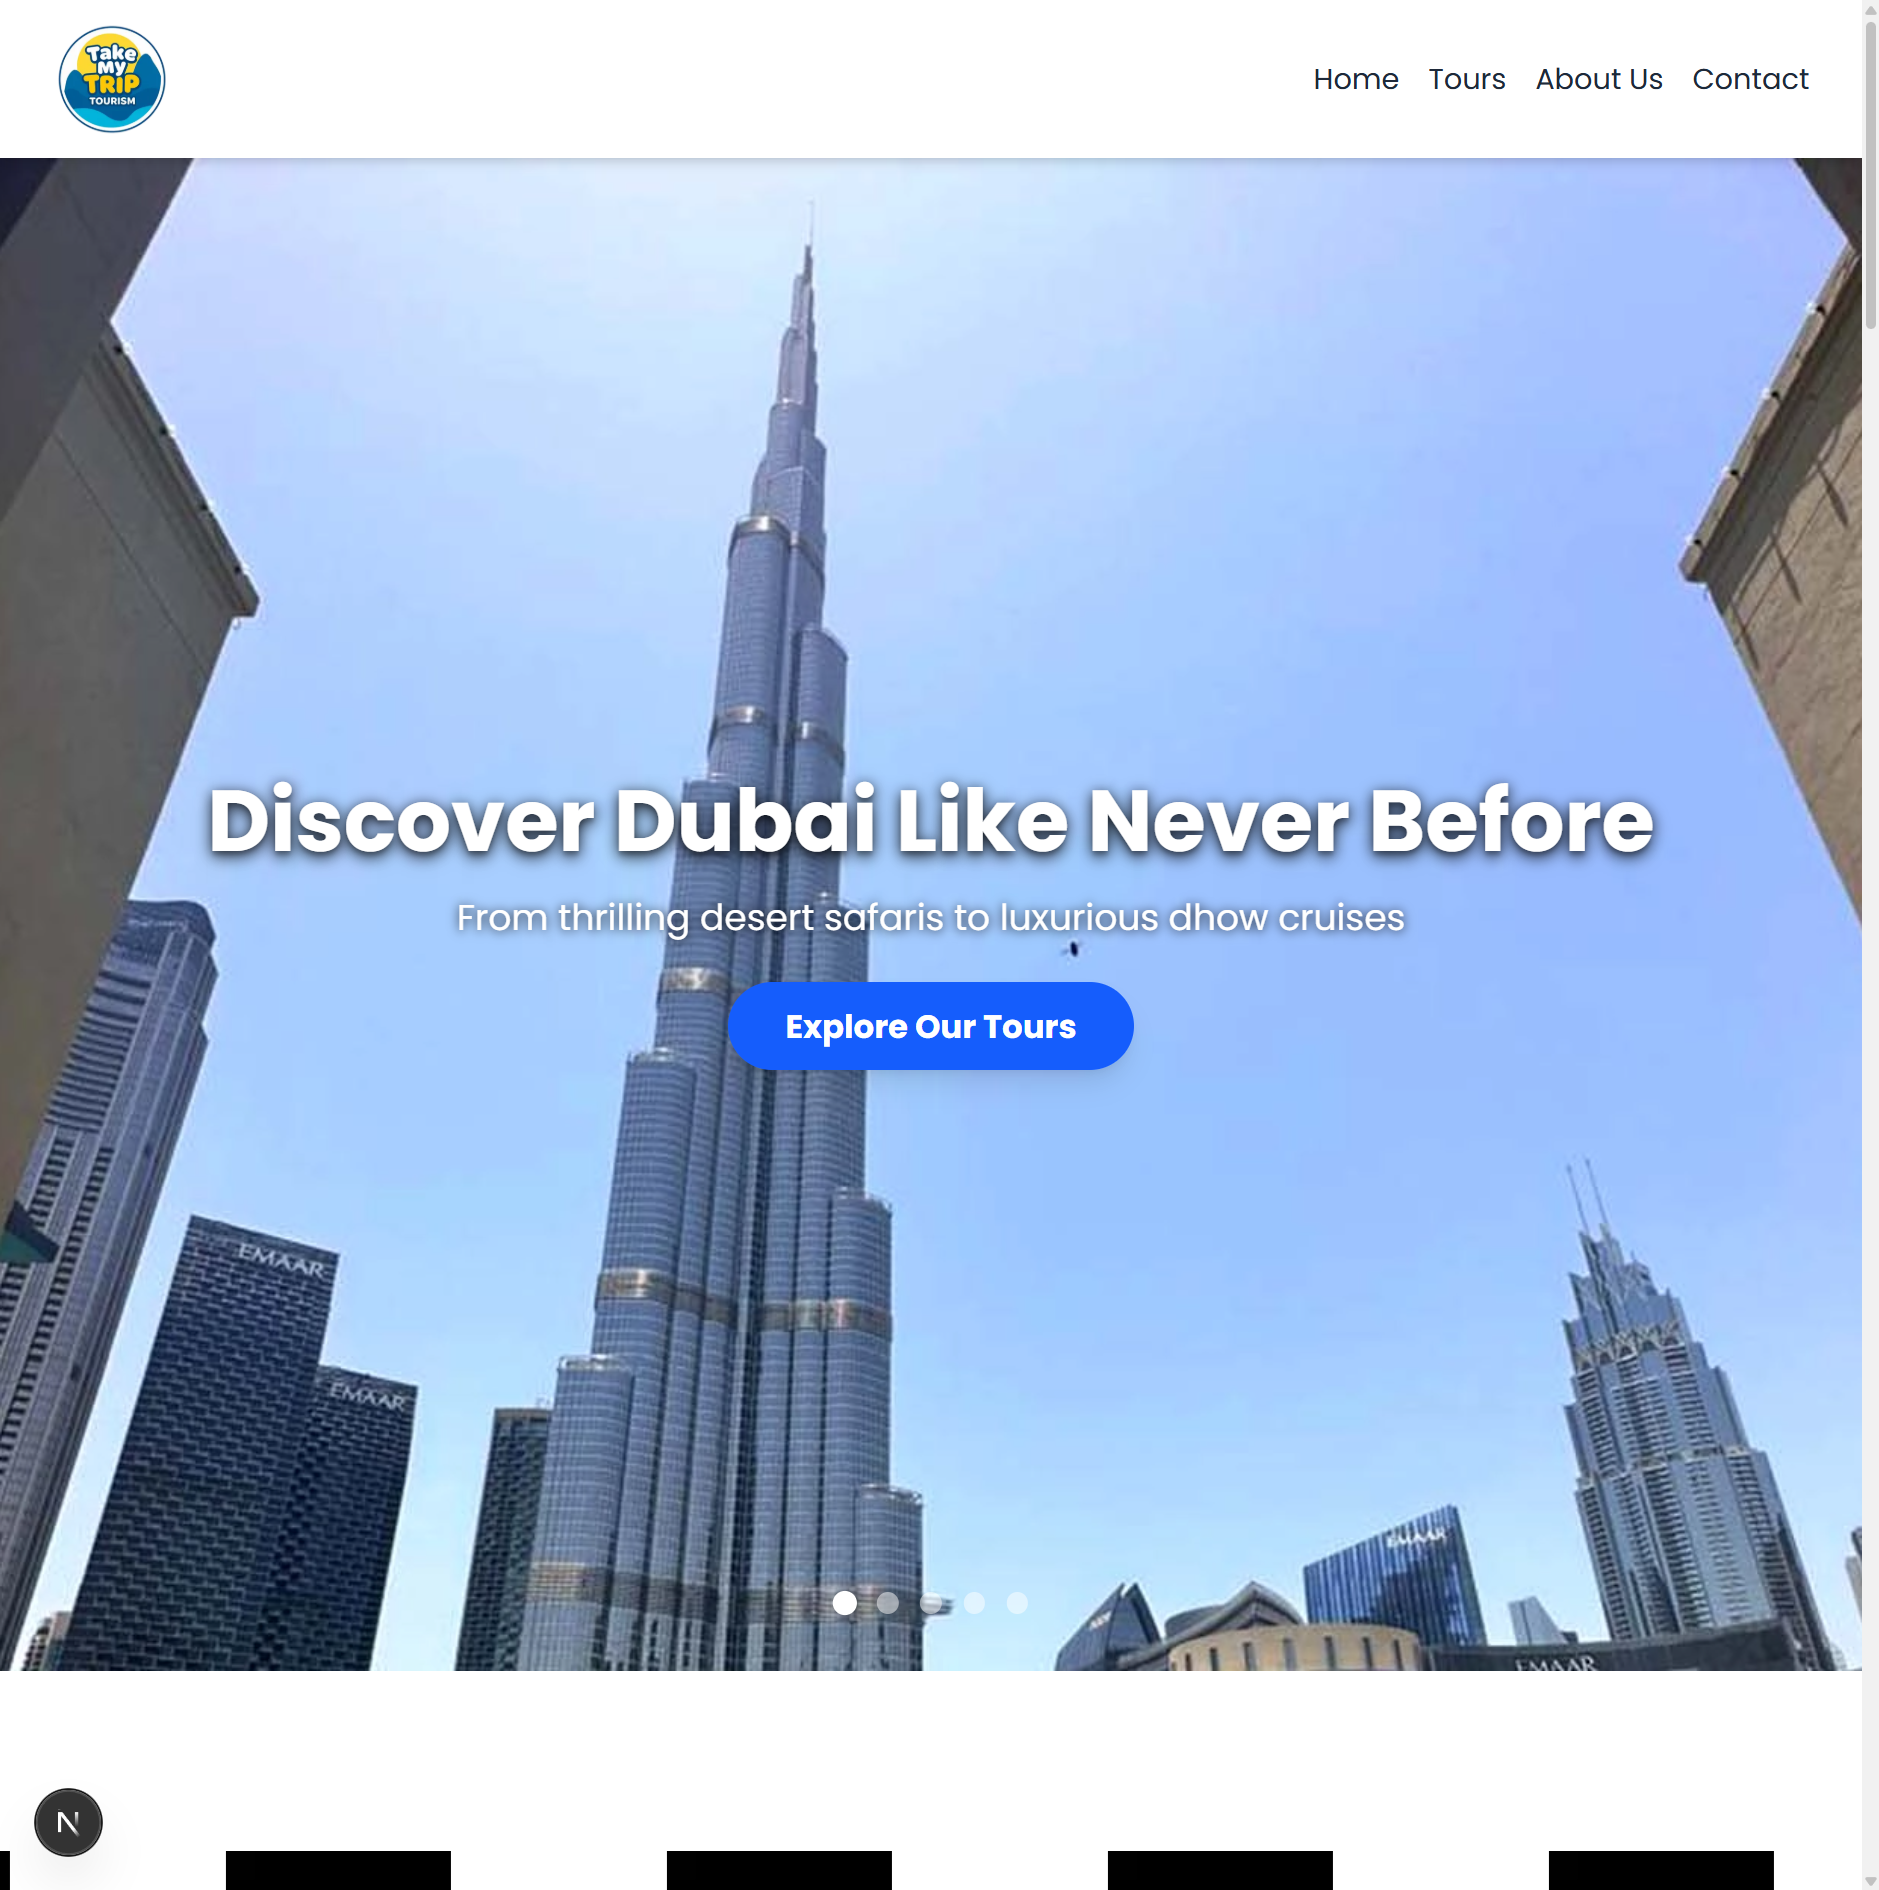 Take
My
TRIP
TOURISM
Home Tours About Us Contact
Discover Dubai Like Never Before
From thrilling desert safaris to luxurious dhow cruises
Explore Our Tours
EMAAR
EMAAR
EMAAR
EMAAR
N